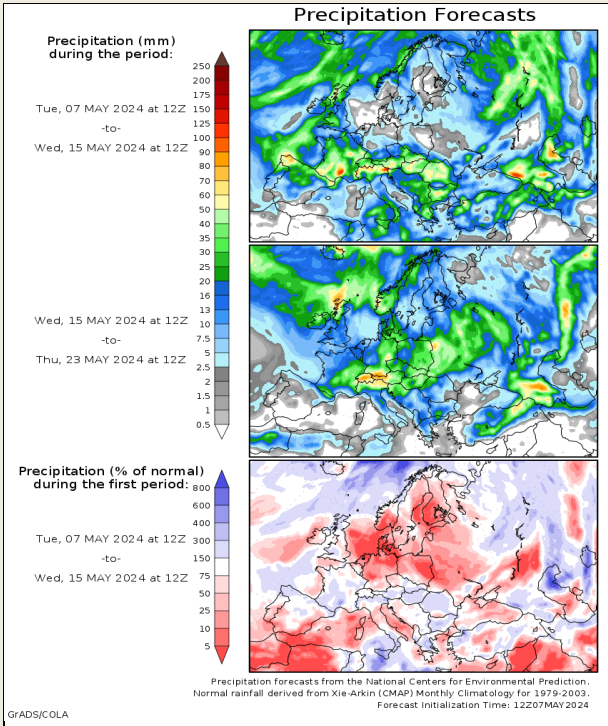 Precipitation Forecasts
Precipitation (mm)
during the period:
Tue, 07 MAY 2024 at 12Z
-to-
Wed, 15 MAY 2024 at 12Z
250
200
175
150
125
100
90
80
70
60
50
40
35
30
25
20
16
13
10
7.5
5
2.5
2
1.5
1
0.5
Wed, 15 MAY 2024 at 12Z
-to-
Thu, 23 MAY 2024 at 12Z
Precipitation (% of normal)
during the first period:
Tue, 07 MAY 2024 at 12Z
-to-
Wed, 15 MAY 2024 at 12Z
800
600
400
300
150
75
50
25
10
5
Precipitation forecasts from the National Centers for Environmental Prediction.
Normal rainfall derived from Xie-Arkin (CMAP) Monthly Climatology for 1979-2003.
Forecast Initialization Time: 12Z07MAY2024
GrADS/COLA